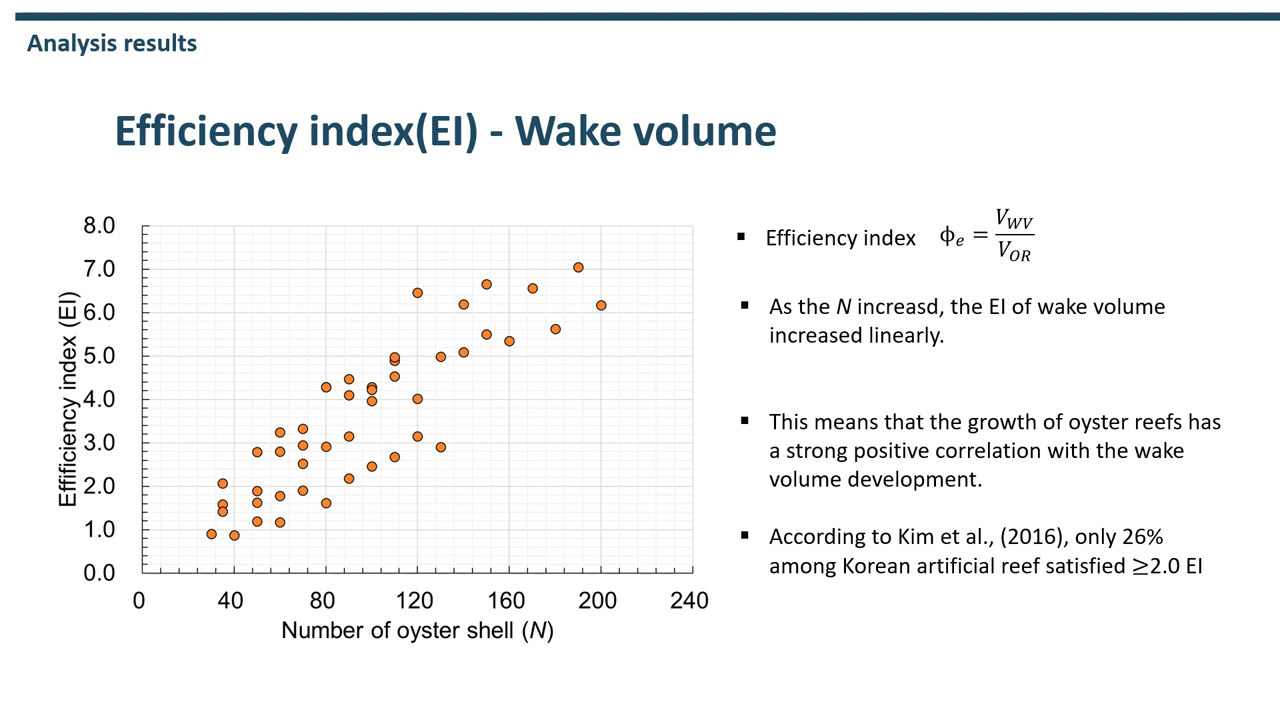 Analysis results
Efficiency index(EI) - Wake volume
8.0
7.0
6.0
5.0
4.0
3.0
2.0
1.0
0.0
Effificiency index (EI)
0 40 80 120 160 200 240
Number of oyster shell (N)
▪ Efficiency index ϕe = VWV / VOR
▪ As the N increasd, the EI of wake volume
increased linearly.
▪ This means that the growth of oyster reefs has
a strong positive correlation with the wake
volume development.
▪ According to Kim et al., (2016), only 26%
among Korean artificial reef satisfied ≥2.0 EI